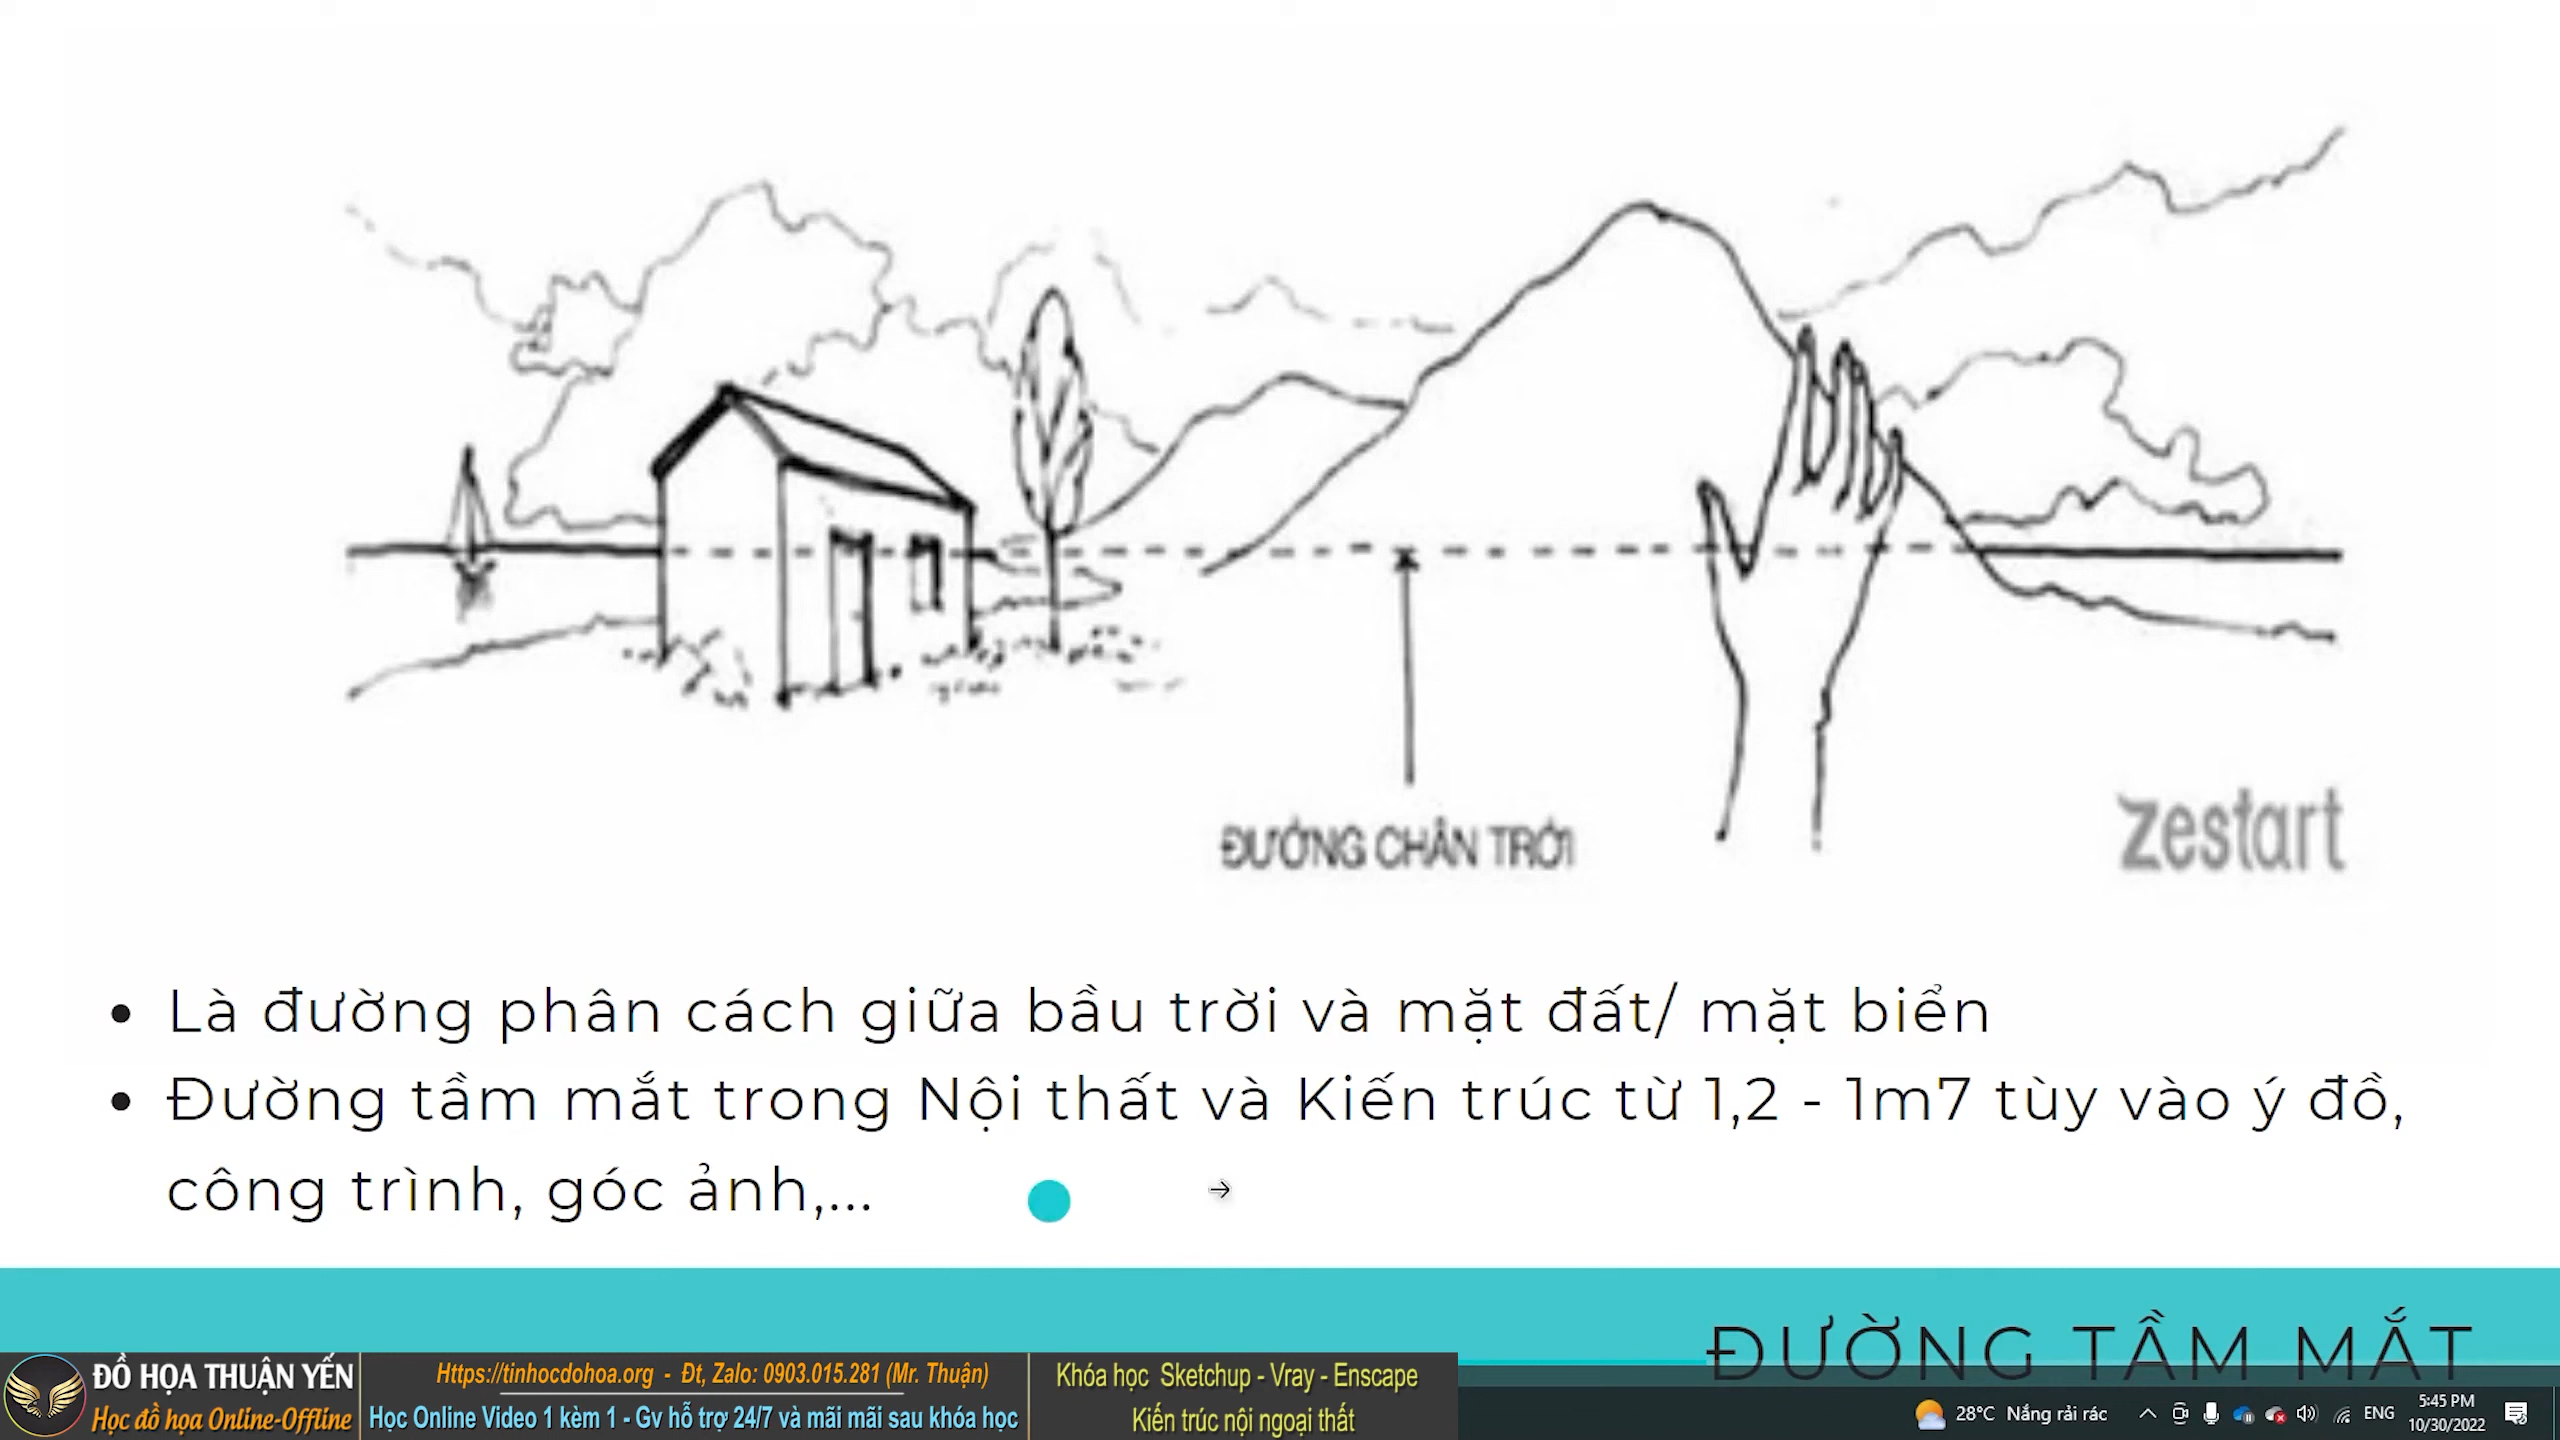 ĐƯỜNG CHÂN TRỜI
zestart
• Là đường phân cách giữa bầu trời và mặt đất/ mặt biển
• Đường tầm mắt trong Nội thất và Kiến trúc từ 1,2 - 1m7 tùy vào ý đồ,
công trình, góc ảnh,...
ĐƯỜNG TẦM MẮT
ĐỒ HỌA THUẬN YẾN
Học đồ họa Online-Offline
Https://tinhocdohoa.org - Đt, Zalo: 0903.015.281 (Mr. Thuận)
Học Online Video 1 kèm 1 - Gv hỗ trợ 24/7 và mãi mãi sau khóa học
Khóa học Sketchup - Vray - Enscape
Kiến trúc nội ngoại thất
28°C Nắng rải rác
ENG
5:45 PM
10/30/2022